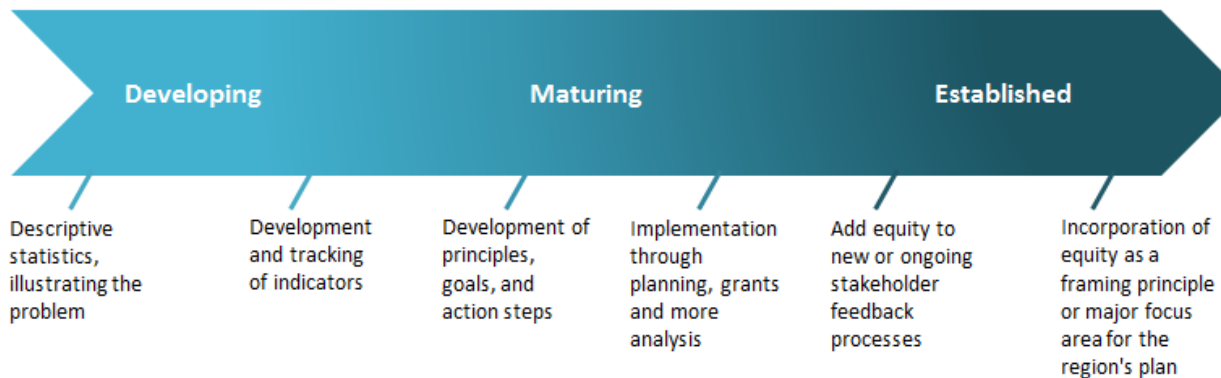 Developing
Maturing
Established
Descriptive
statistics,
illustrating the
problem
Development
and tracking
of indicators
Development of
principles,
goals, and
action steps
Implementation
through
planning, grants
and more
analysis
Add equity to
new or ongoing
stakeholder
feedback
processes
Incorporation of
equity as a
framing principle
or major focus
area for the
region's plan